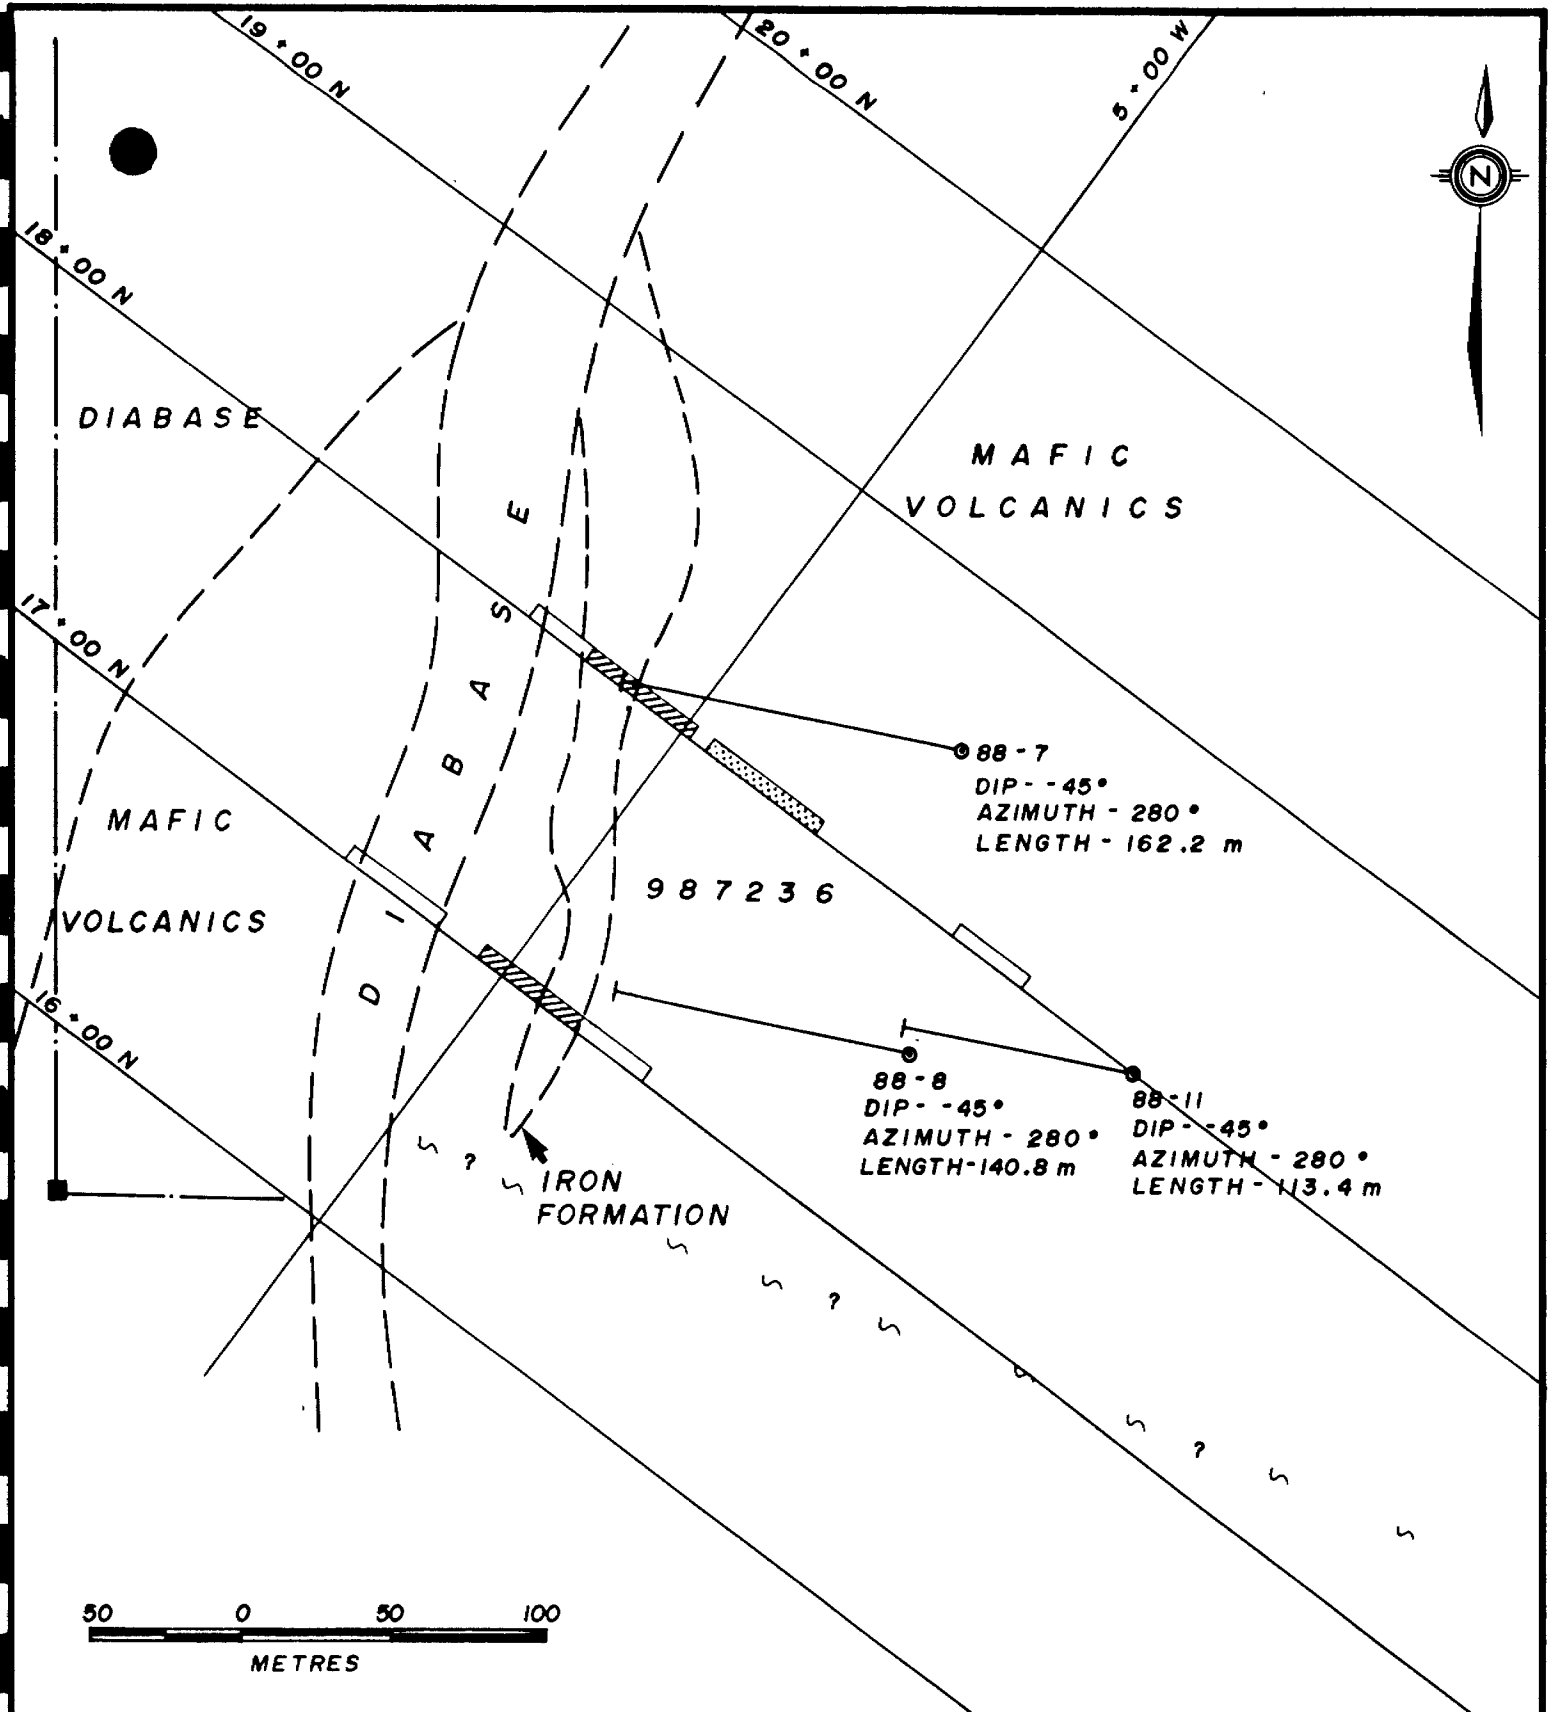 19+00 N
20+00 N
5+00 W
N
18+00 N
DIABASE
MAFIC
VOLCANICS
DIABASE
17+00 N
88-7
DIP- -45°
AZIMUTH - 280°
LENGTH - 162.2 m
MAFIC
VOLCANICS
987236
16+00 N
88-8
DIP- -45°
AZIMUTH - 280°
LENGTH-140.8 m
88-11
DIP- -45°
AZIMUTH - 280°
LENGTH - 113.4 m
?
IRON
FORMATION
?
?
50 0 50 100
METRES